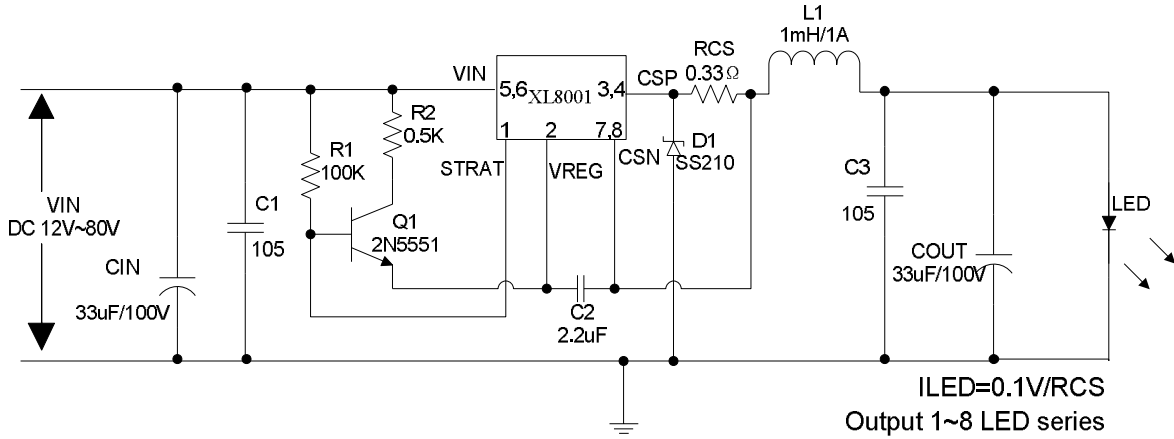 L1
1mH/1A
RCS
0.33Ω
VIN
5,6
XL8001
3,4
CSP
R2
0.5K
1
2
7,8
D1
SS210
R1
100K
STRAT
VREG
CSN
C3
105
VIN
DC 12V~80V
C1
105
Q1
2N5551
LED
CIN
33uF/100V
COUT
33uF/100V
C2
2.2uF
ILED=0.1V/RCS
Output 1~8 LED series